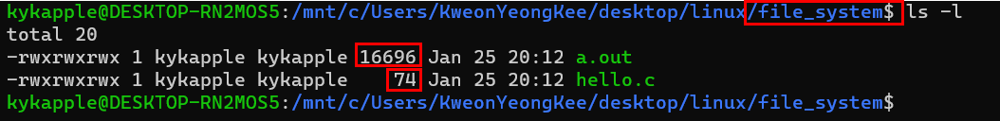 kykapple@DESKTOP-RN2MOS5:/mnt/c/Users/KweonYeongKee/desktop/linux/file_system$ ls -l
total 20
-rwxrwxrwx 1 kykapple kykapple 16696 Jan 25 20:12 a.out
-rwxrwxrwx 1 kykapple kykapple    74 Jan 25 20:12 hello.c
kykapple@DESKTOP-RN2MOS5:/mnt/c/Users/KweonYeongKee/desktop/linux/file_system$